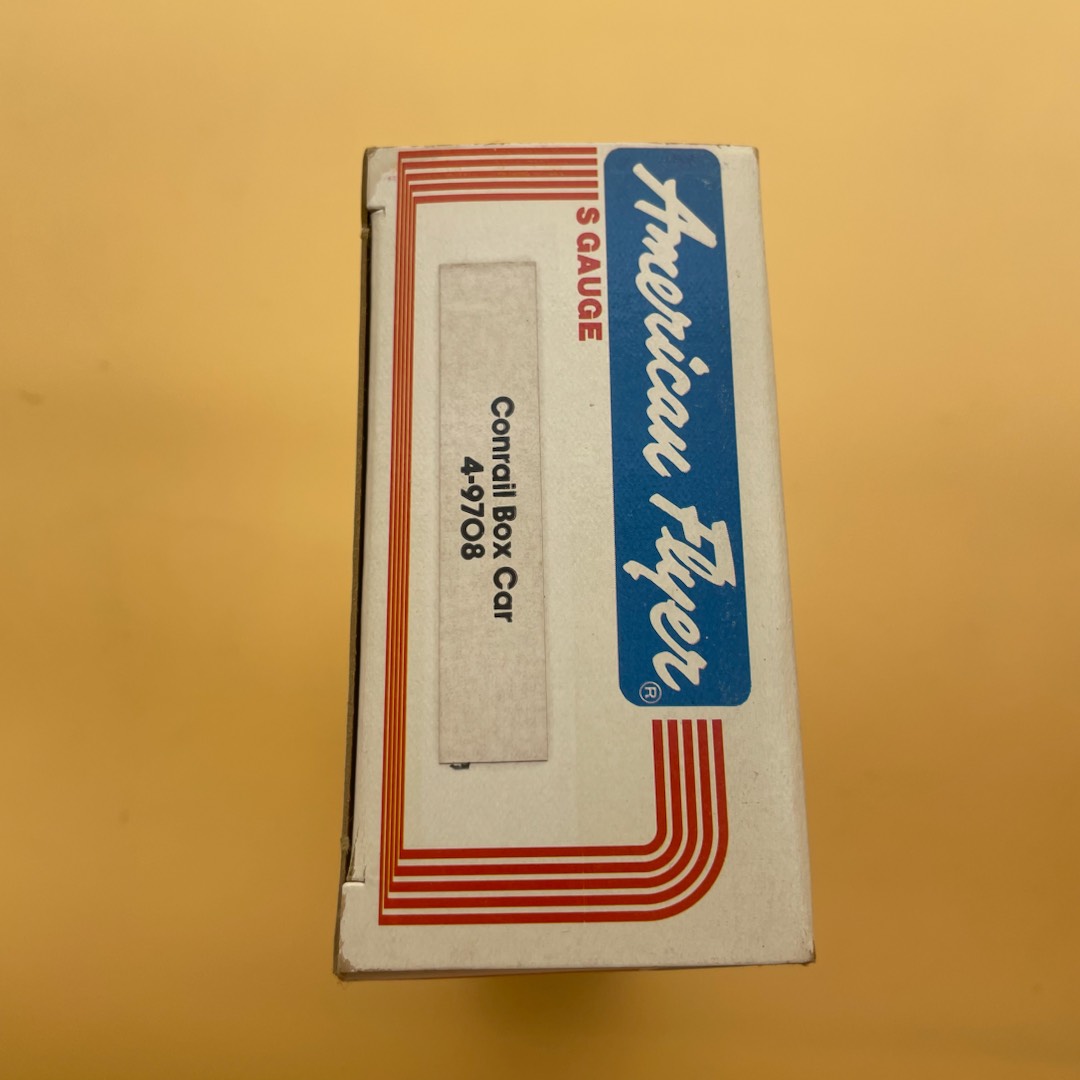 American Flyer®
S GAUGE
Conrail Box Car
4-9708